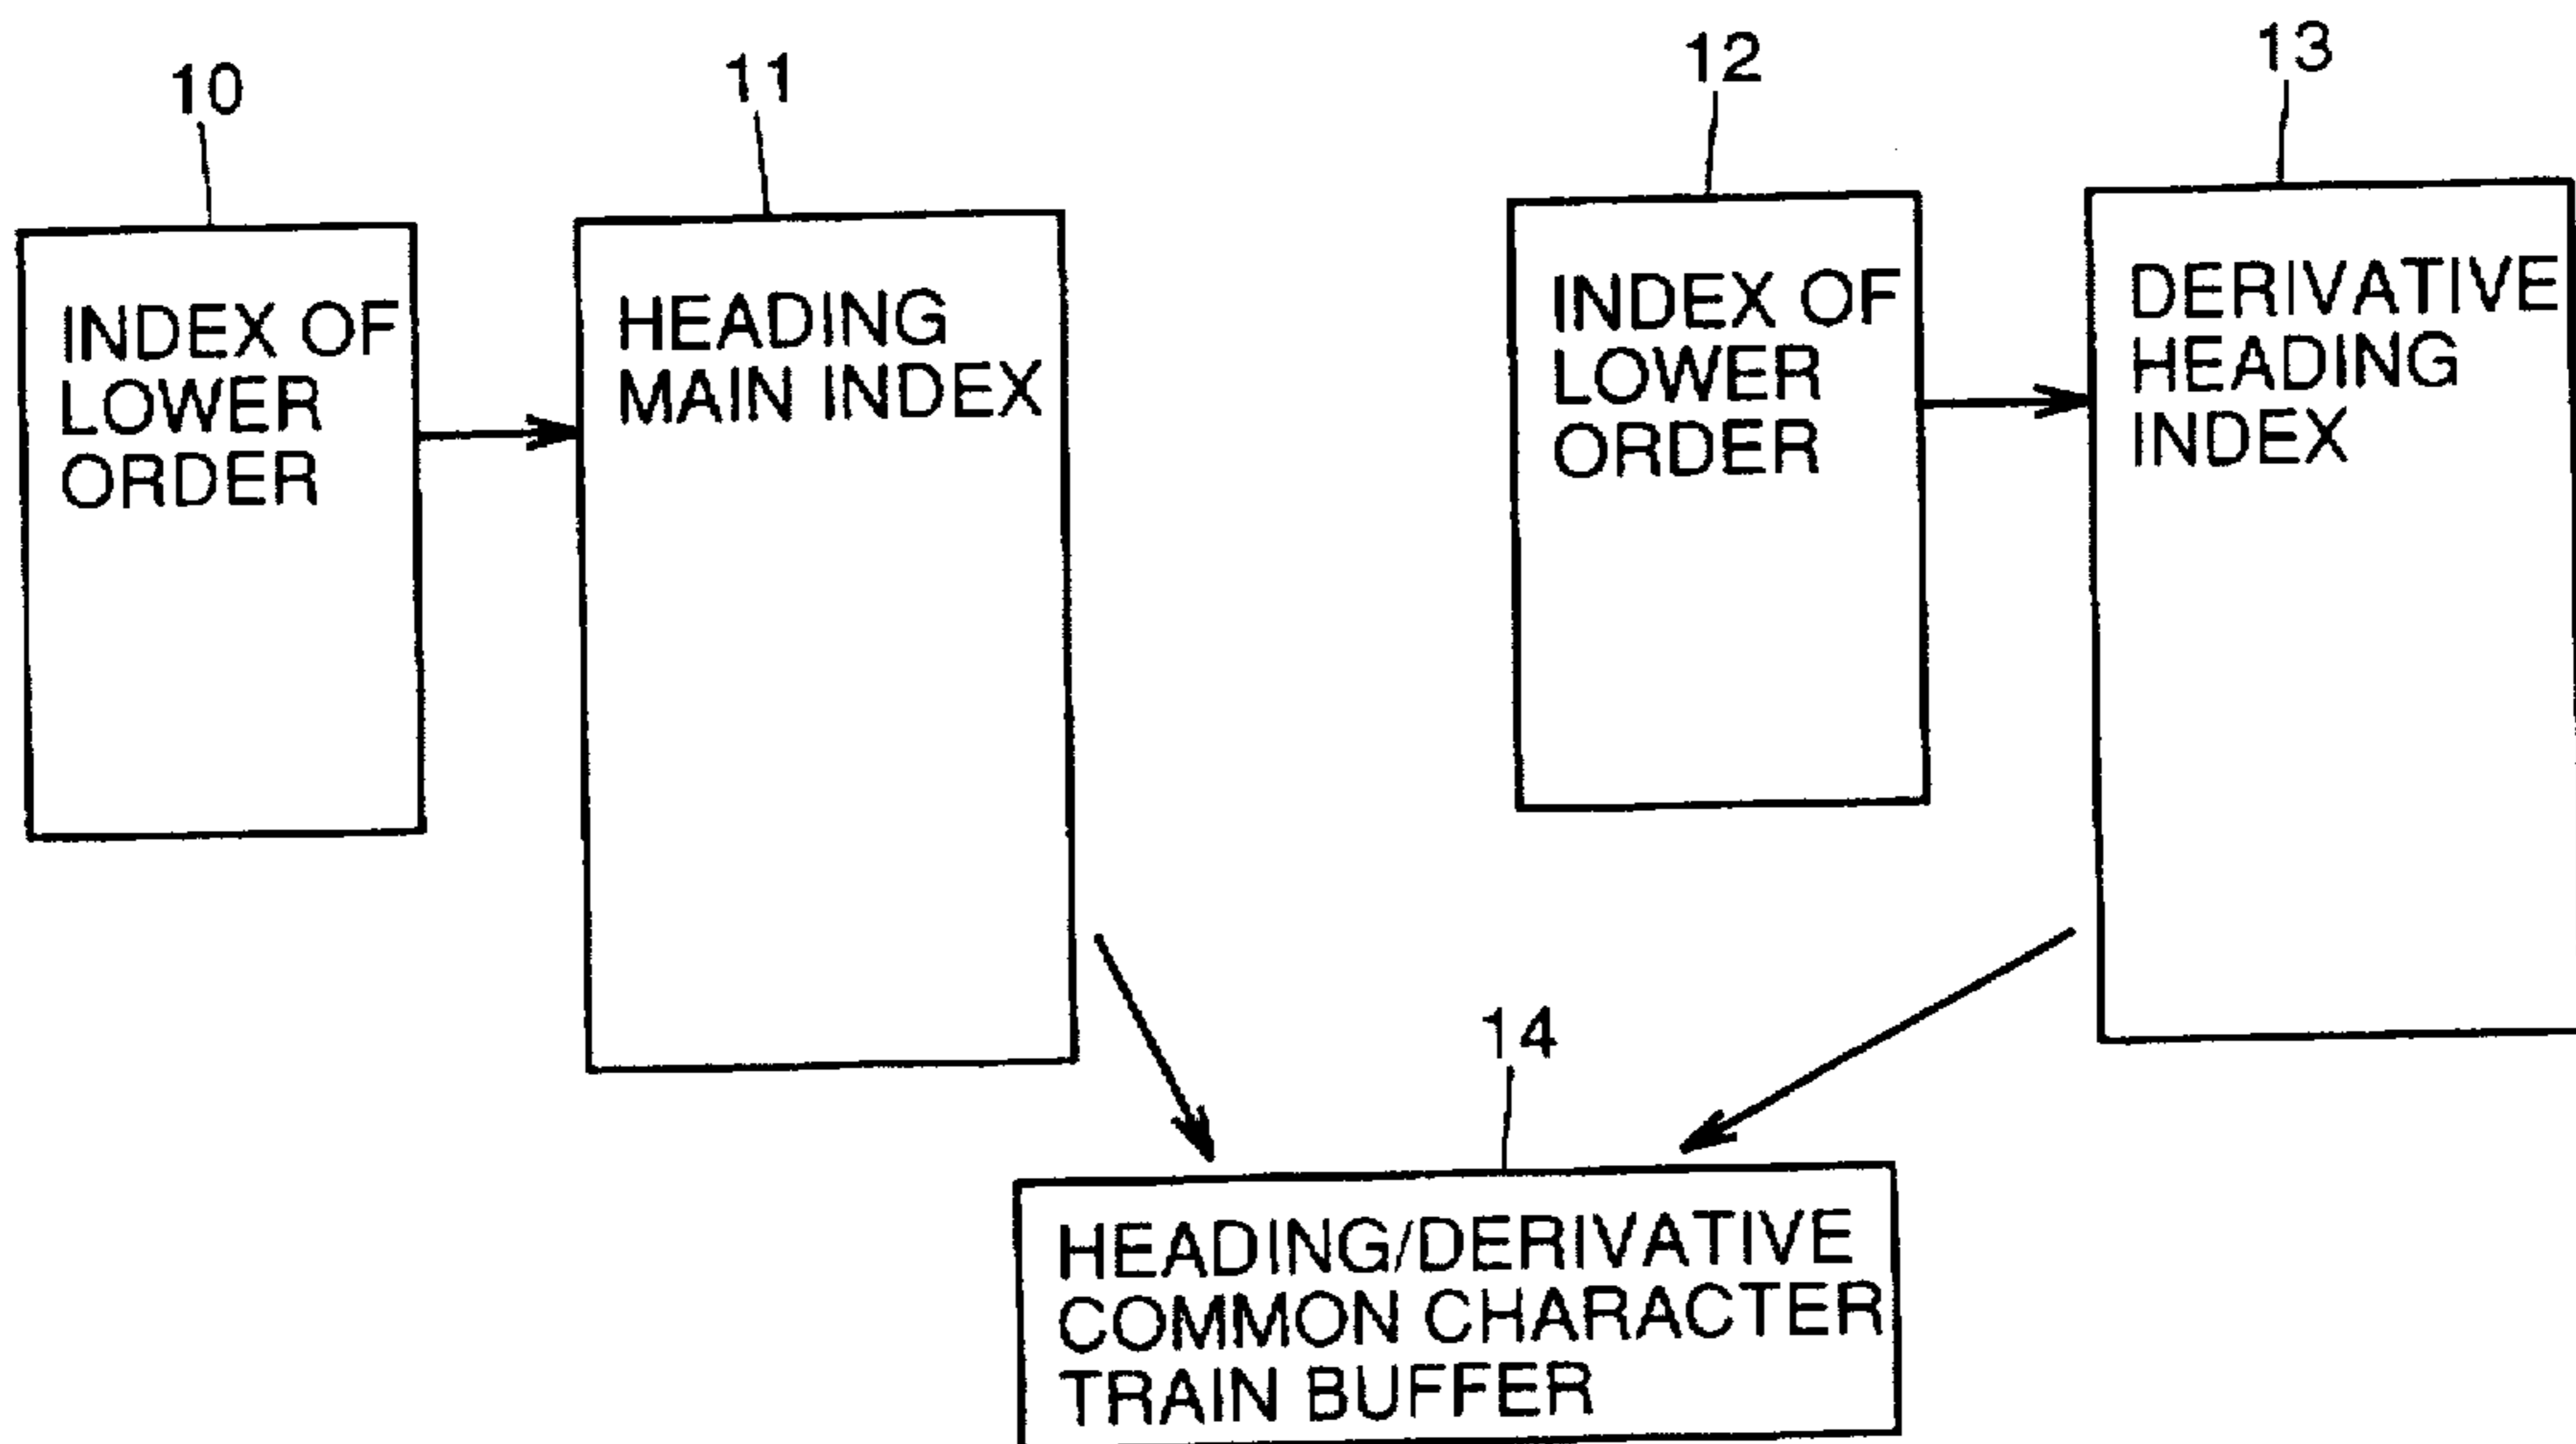 10
11
12
13
INDEX OF
LOWER
ORDER
HEADING
MAIN INDEX
INDEX OF
LOWER
ORDER
DERIVATIVE
HEADING
INDEX
14
HEADING/DERIVATIVE
COMMON CHARACTER
TRAIN BUFFER